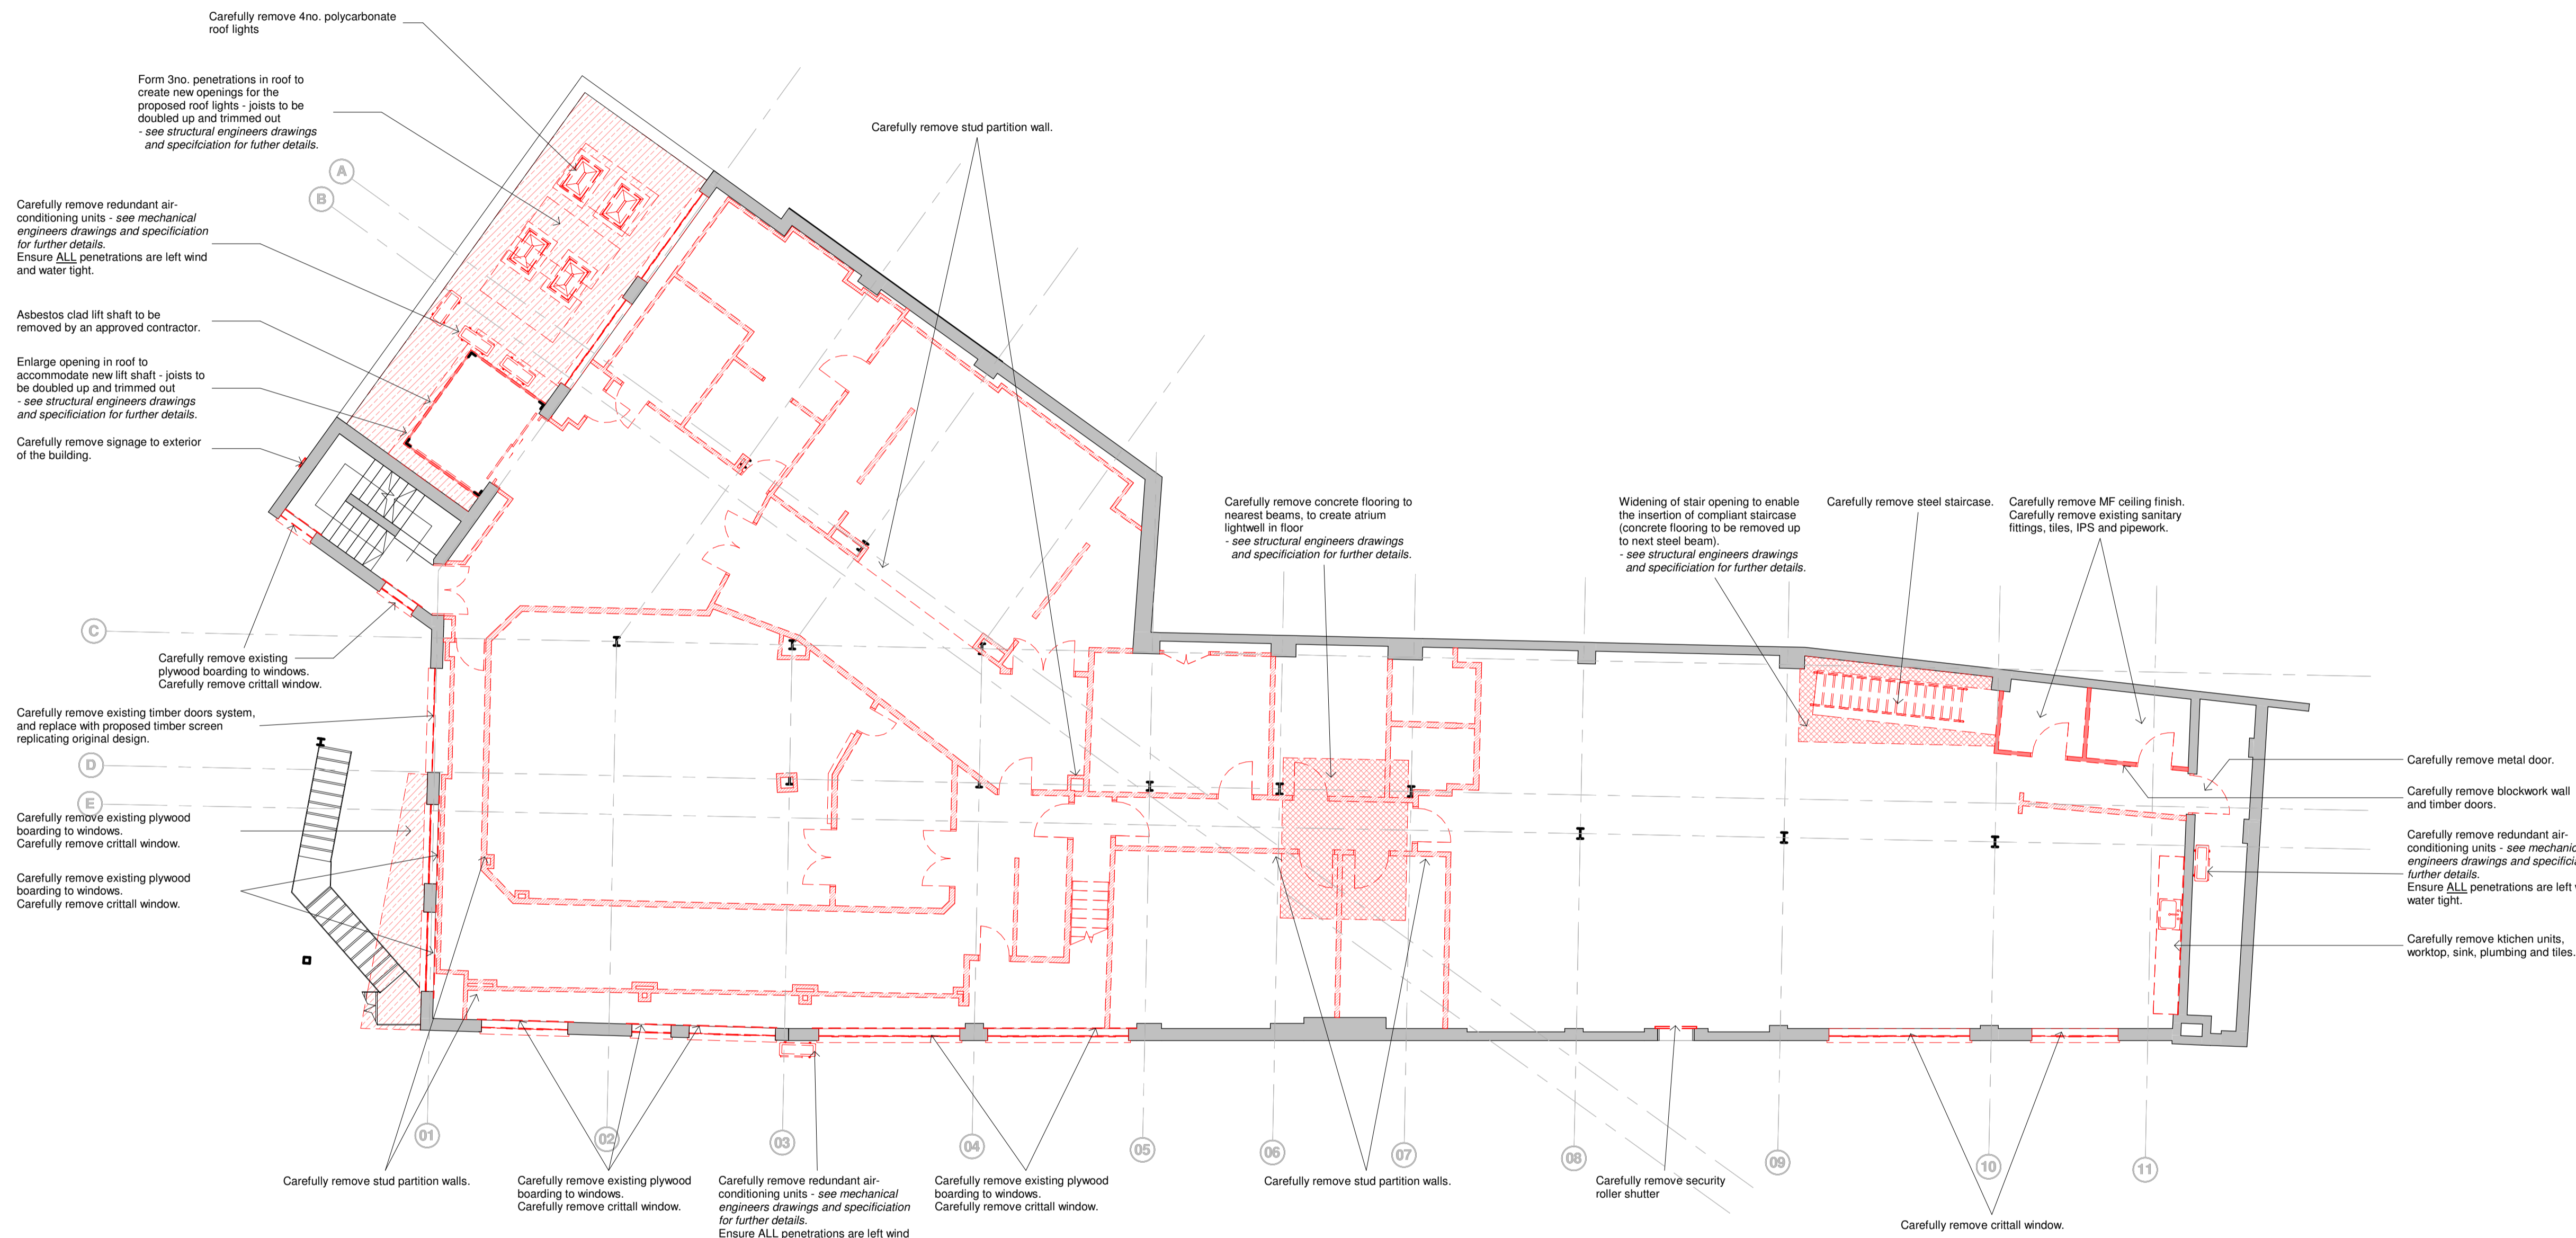 Carefully remove 4no. polycarbonate
roof lights
Form 3no. penetrations in roof to
create new openings for the
proposed roof lights - joists to be
doubled up and trimmed out
- see structural engineers drawings
and specifciation for futher details.
Carefully remove stud partition wall.
A
B
Carefully remove redundant air-
conditioning units - see mechanical
engineers drawings and specificiation
for further details.
Ensure ALL penetrations are left wind
and water tight.
Asbestos clad lift shaft to be
removed by an approved contractor.
Enlarge opening in roof to
accommodate new lift shaft - joists to
be doubled up and trimmed out
- see structural engineers drawings
and specificiation for further details.
Carefully remove signage to exterior
of the building.
Carefully remove concrete flooring to
nearest beams, to create atrium
lightwell in floor
- see structural engineers drawings
and specificiation for further details.
Widening of stair opening to enable
the insertion of compliant staircase
(concrete flooring to be removed up
to next steel beam).
- see structural engineers drawings
and specificiation for further details.
Carefully remove steel staircase.
Carefully remove MF ceiling finish.
Carefully remove existing sanitary
fittings, tiles, IPS and pipework.
C
Carefully remove existing
plywood boarding to windows.
Carefully remove crittall window.
Carefully remove existing timber doors system,
and replace with proposed timber screen
replicating original design.
D
E
Carefully remove existing plywood
boarding to windows.
Carefully remove crittall window.
Carefully remove existing plywood
boarding to windows.
Carefully remove crittall window.
Carefully remove metal door.
Carefully remove blockwork wall
and timber doors.
Carefully remove redundant air-
conditioning units - see mechanic
engineers drawings and specificia
further details.
Ensure ALL penetrations are left
water tight.
Carefully remove ktichen units,
worktop, sink, plumbing and tiles.
01
02
03
04
05
06
07
08
09
10
11
Carefully remove stud partition walls.
Carefully remove existing plywood
boarding to windows.
Carefully remove crittall window.
Carefully remove redundant air-
conditioning units - see mechanical
engineers drawings and specificiation
for further details.
Ensure ALL penetrations are left wind
Carefully remove existing plywood
boarding to windows.
Carefully remove crittall window.
Carefully remove stud partition walls.
Carefully remove security
roller shutter
Carefully remove crittall window.